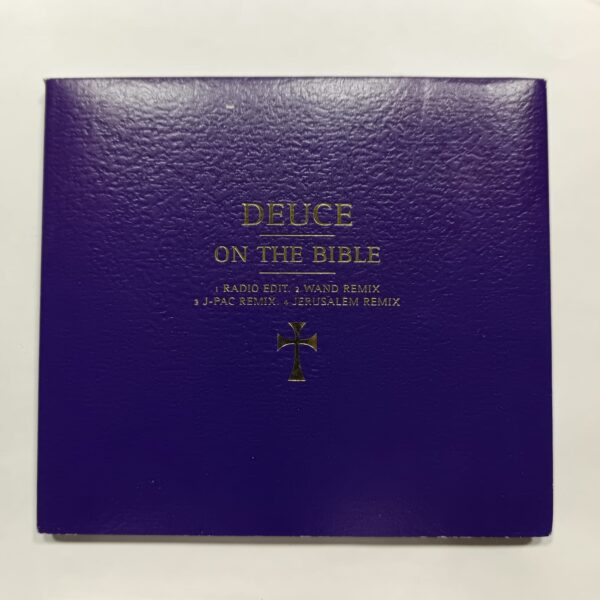 DEUCE
ON THE BIBLE
1 RADIO EDIT. 2 WAND REMIX
3 J-PAC REMIX. 4 JERUSALEM REMIX